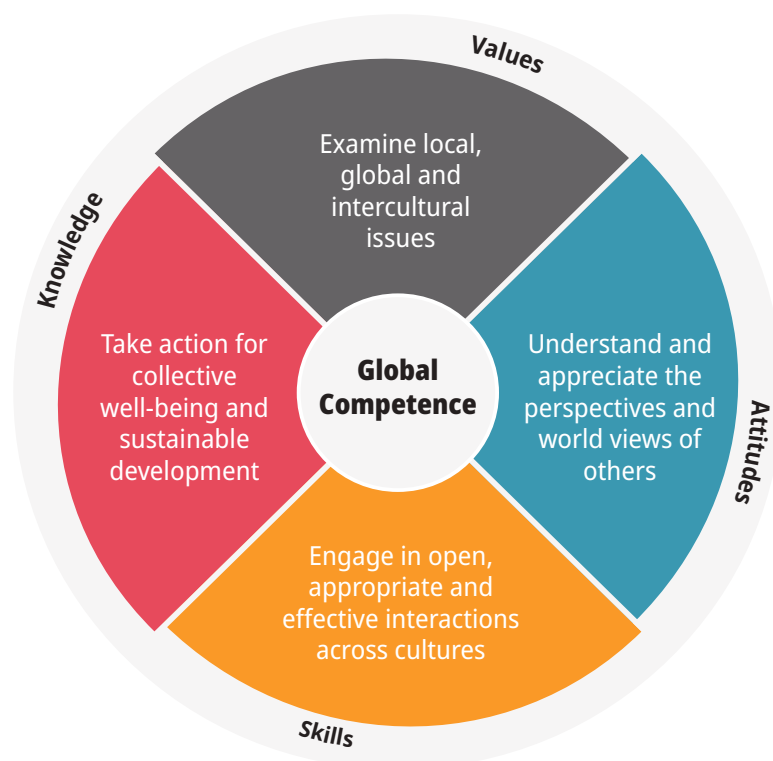 Values
Examine local,
global and
intercultural
issues
Knowledge
Take action for
collective
well-being and
sustainable
development
Global
Competence
Understand and
appreciate the
perspectives and
world views of
others
Attitudes
Engage in open,
appropriate and
effective interactions
across cultures
Skills